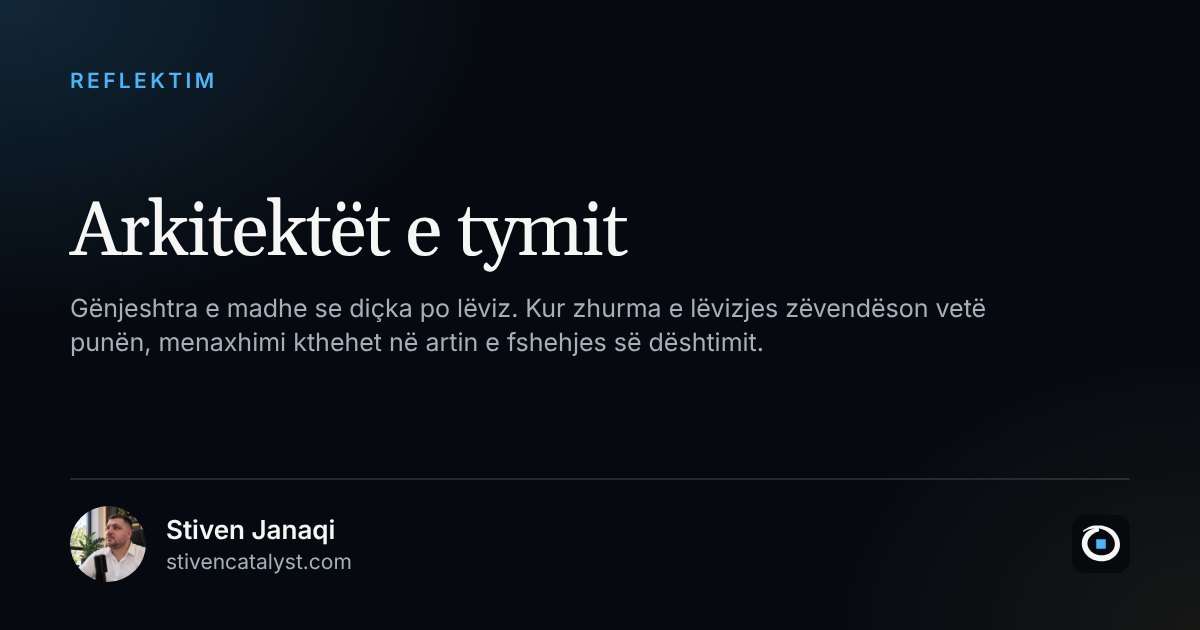 REFLEKTIM
Arkitektët e tymit
Gënjeshtra e madhe se diçka po lëviz. Kur zhurma e lëvizjes zëvendëson vetë
punën, menaxhimi kthehet në artin e fshehjes së dështimit.
Stiven Janaqi
stivencatalyst.com